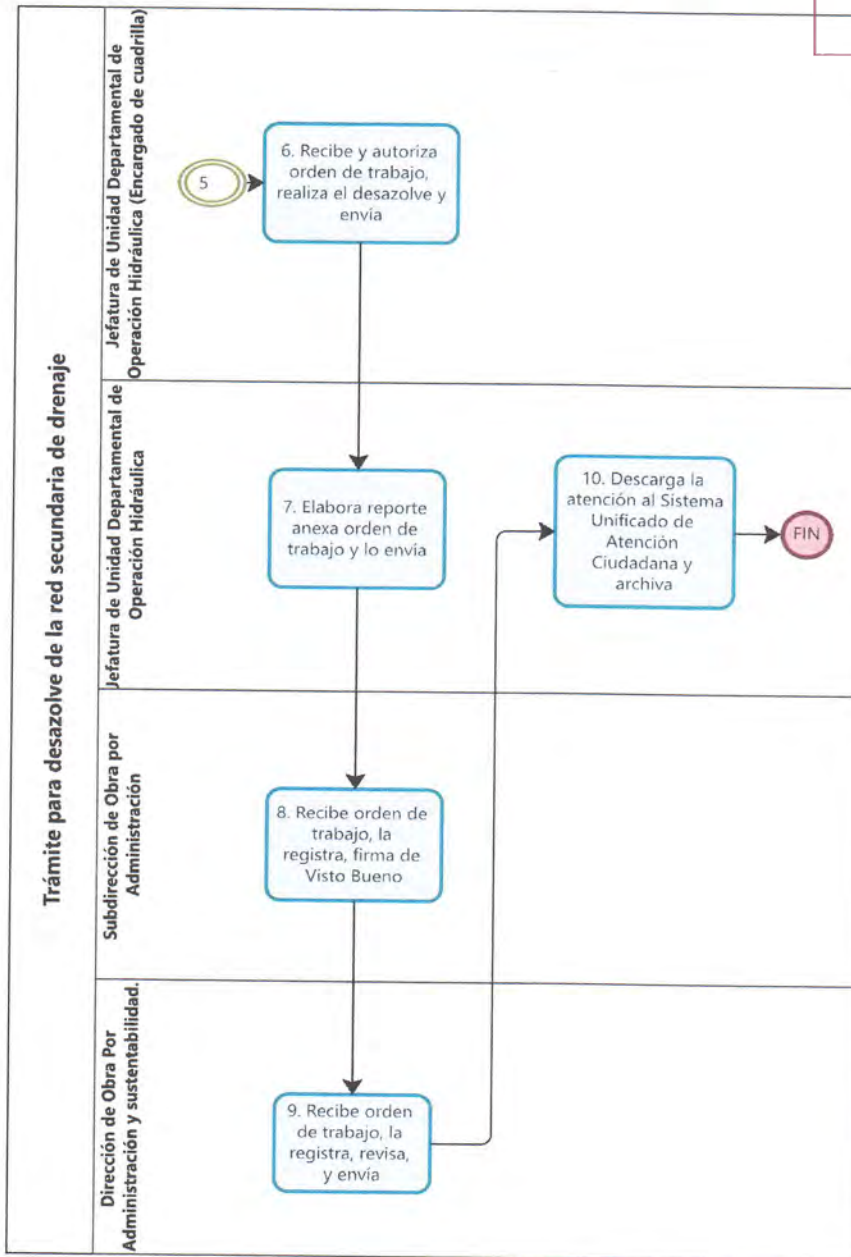 Trámite para desazolve de la red secundaria de drenaje
Jefatura de Unidad Departamental de
Operación Hidráulica (Encargado de cuadrilla)
5
6. Recibe y autoriza
orden de trabajo,
realiza el desazolve y
envía
Jefatura de Unidad Departamental de
Operación Hidráulica
7. Elabora reporte
anexa orden de
trabajo y lo envía
10. Descarga la
atención al Sistema
Unificado de
Atención
Ciudadana y
archiva
FIN
Subdirección de Obra por
Administración
8. Recibe orden de
trabajo, la
registra, firma de
Visto Bueno
Dirección de Obra Por
Administración y sustentabilidad.
9. Recibe orden
de trabajo, la
registra, revisa,
y envía